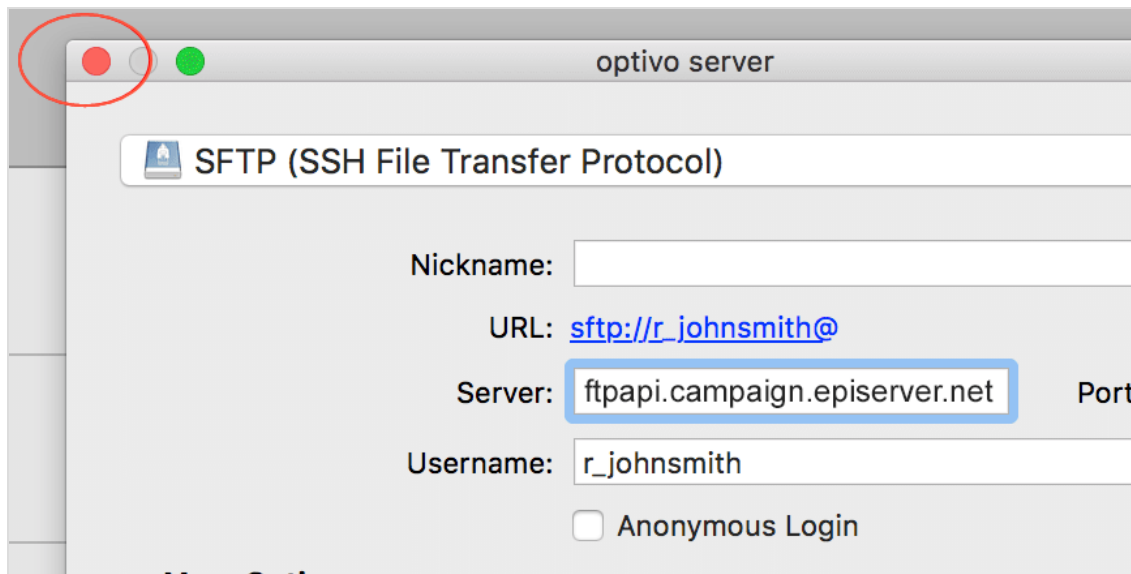 optivo server
SFTP (SSH File Transfer Protocol)
Nickname:
URL: sftp://r_johnsmith@
Server: ftpapi.campaign.episerver.net Port
Username: r_johnsmith
Anonymous Login